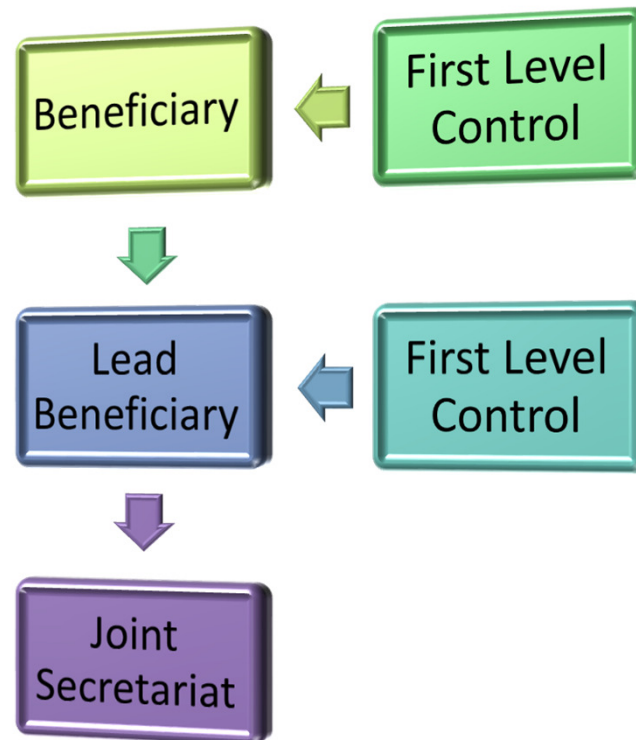 Beneficiary
First Level
Control
Lead
Beneficiary
First Level
Control
Joint
Secretariat